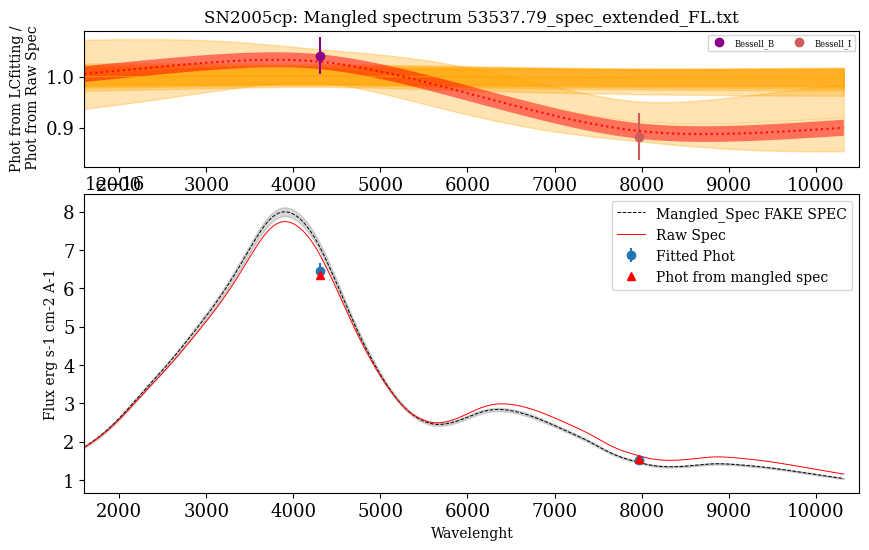 SN2005cp: Mangled spectrum 53537.79_spec_extended_FL.txt
Phot from LCfitting /
Phot from Raw Spec
1.0
0.9
Bessell_B
Bessell_I
2000 3000 4000 5000 6000 7000 8000 9000 10000
1e−16
Flux erg s-1 cm-2 A-1
8
7
6
5
4
3
2
1
Mangled_Spec FAKE SPEC
Raw Spec
Fitted Phot
Phot from mangled spec
2000 3000 4000 5000 6000 7000 8000 9000 10000
Wavelenght